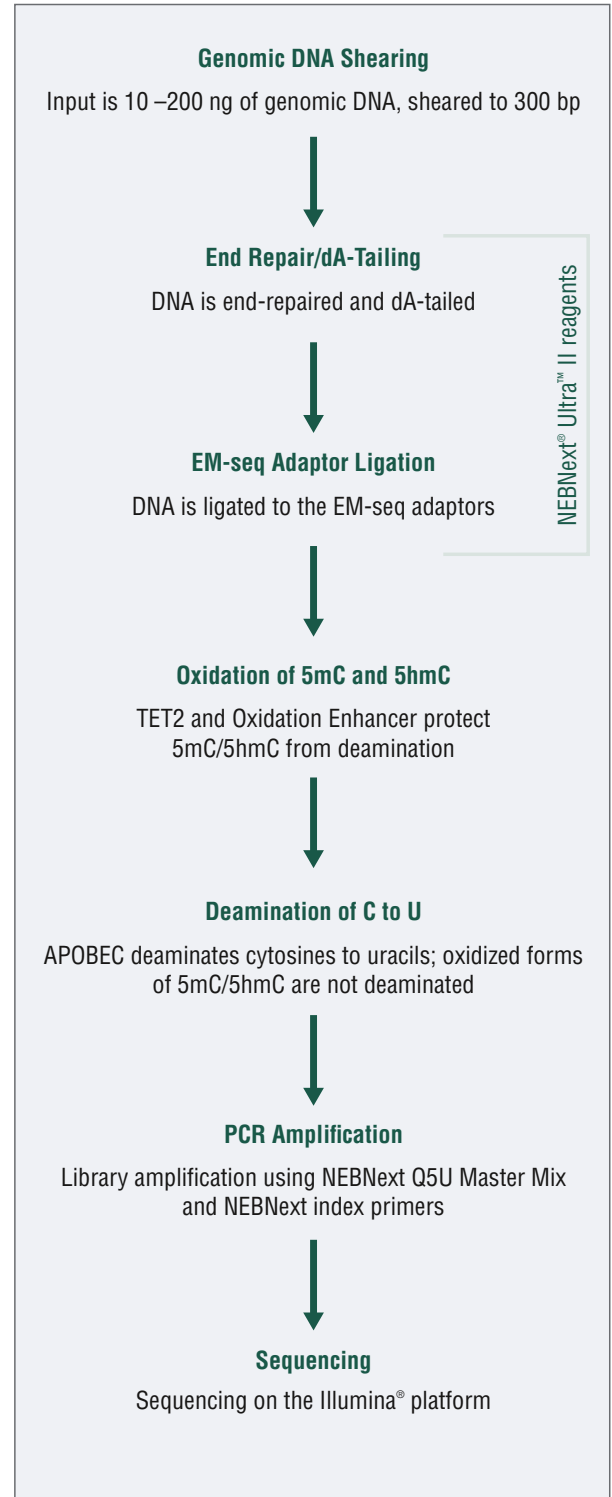 Genomic DNA Shearing
Input is 10 –200 ng of genomic DNA, sheared to 300 bp
End Repair/dA-Tailing
DNA is end-repaired and dA-tailed
EM-seq Adaptor Ligation
DNA is ligated to the EM-seq adaptors
NEBNext® Ultra™ II reagents
Oxidation of 5mC and 5hmC
TET2 and Oxidation Enhancer protect
5mC/5hmC from deamination
Deamination of C to U
APOBEC deaminates cytosines to uracils; oxidized forms
of 5mC/5hmC are not deaminated
PCR Amplification
Library amplification using NEBNext Q5U Master Mix
and NEBNext index primers
Sequencing
Sequencing on the Illumina® platform